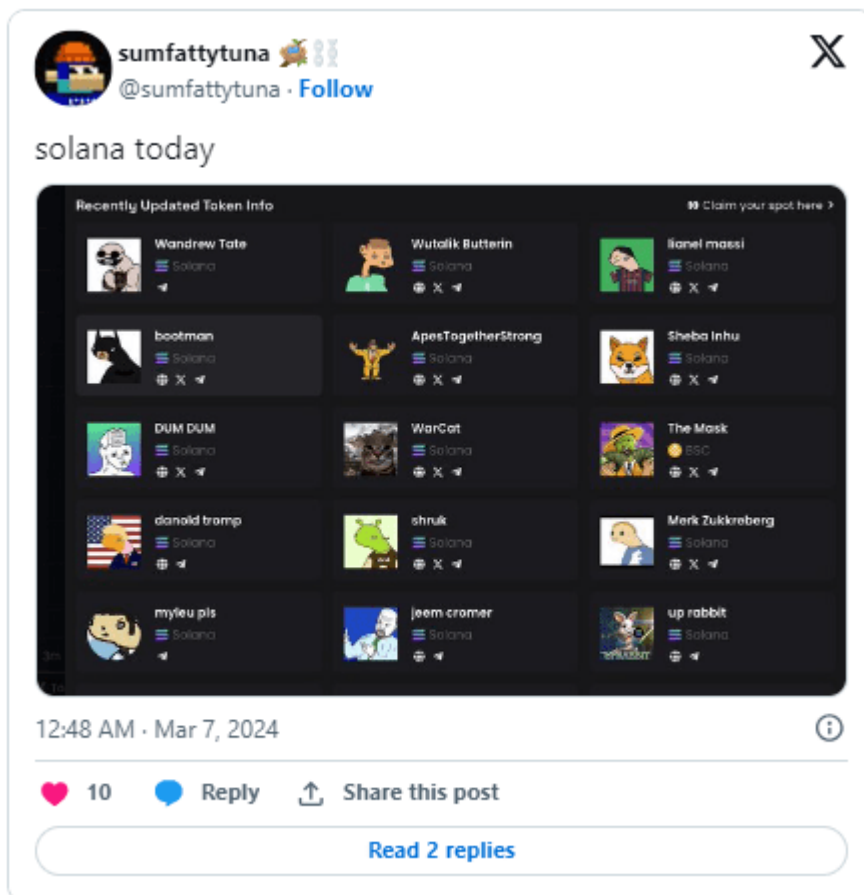 sumfattytuna
@sumfattytuna · Follow
solana today
Recently Updated Token Info
Claim your spot here >
Wandrew Tate
Solana
Wutalik Butterin
Solana
lianel massi
Solana
bootman
Solana
ApesTogetherStrong
Solana
Sheba Inhu
Solana
DUM DUM
Solana
WarCat
Solana
The Mask
BSC
danold tromp
Solana
shruk
Solana
Merk Zukkreberg
Solana
myleu pis
Solana
jeem cromer
Solana
up rabbit
Solana
12:48 AM · Mar 7, 2024
10 Reply Share this post
Read 2 replies